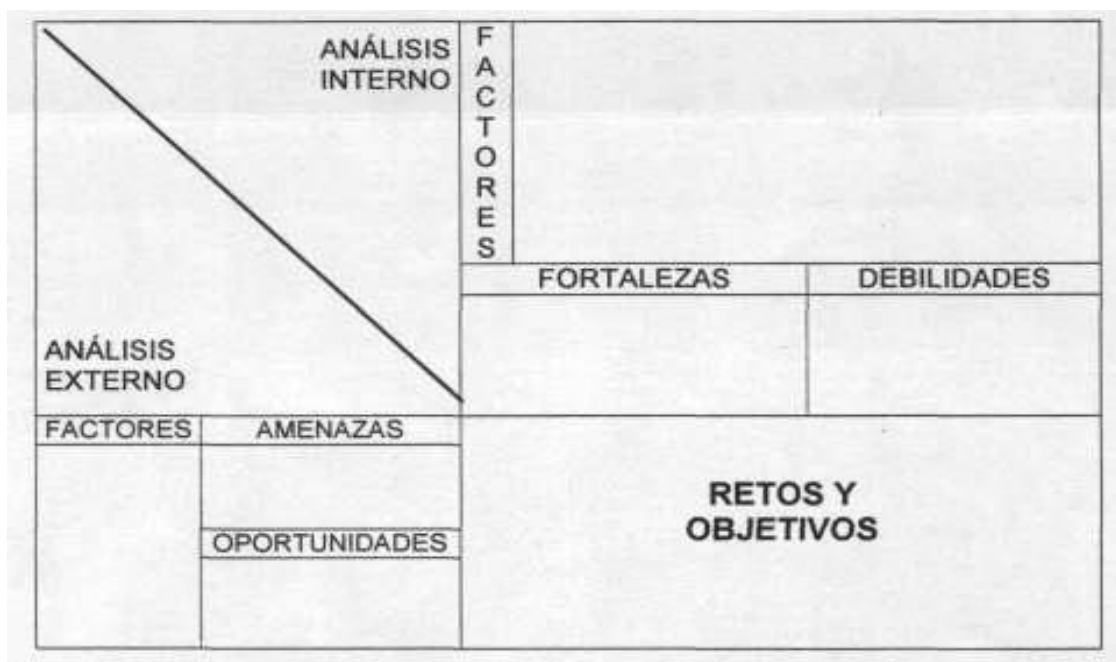 ANÁLISIS
INTERNO
F
A
C
T
O
R
E
S
FORTALEZAS
DEBILIDADES
ANÁLISIS
EXTERNO
FACTORES
AMENAZAS
OPORTUNIDADES
RETOS Y
OBJETIVOS